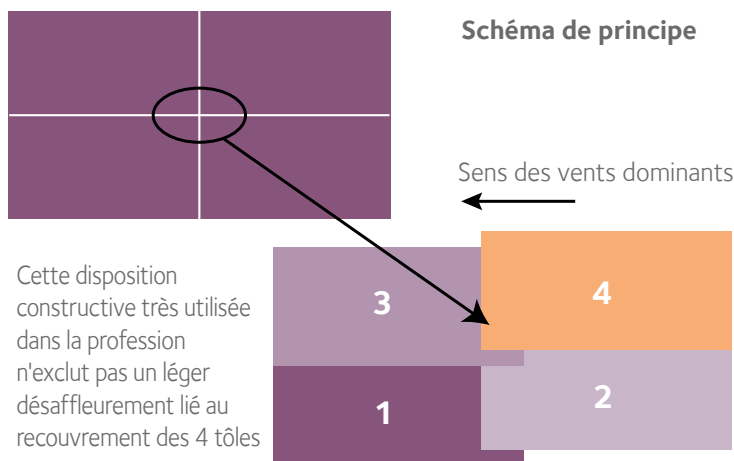 Schéma de principe
Sens des vents dominants
Cette disposition
constructive très utilisée
dans la profession
n'exclut pas un léger
désaffleurement lié au
recouvrement des 4 tôles
3
4
1
2